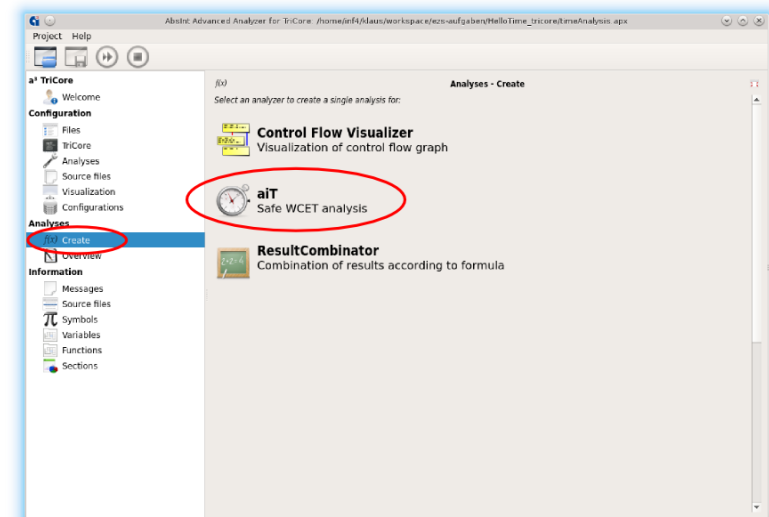 AbsInt Advanced Analyzer for TriCore /home/inf4/klaus/workspace/ezs-aufgaben/HelloTime_tricore/timeAnalysis.apx
Project Help
a³ TriCore
Welcome
Configuration
Files
TriCore
Analyses
Source files
Visualization
Configurations
Analyses
f(x) Create
Overview
Information
Messages
Source files
Symbols
Variables
Functions
Sections
f(x) Analyses - Create
Select an analyzer to create a single analysis for:
Control Flow Visualizer
Visualization of control flow graph
aiT
Safe WCET analysis
ResultCombinator
Combination of results according to formula